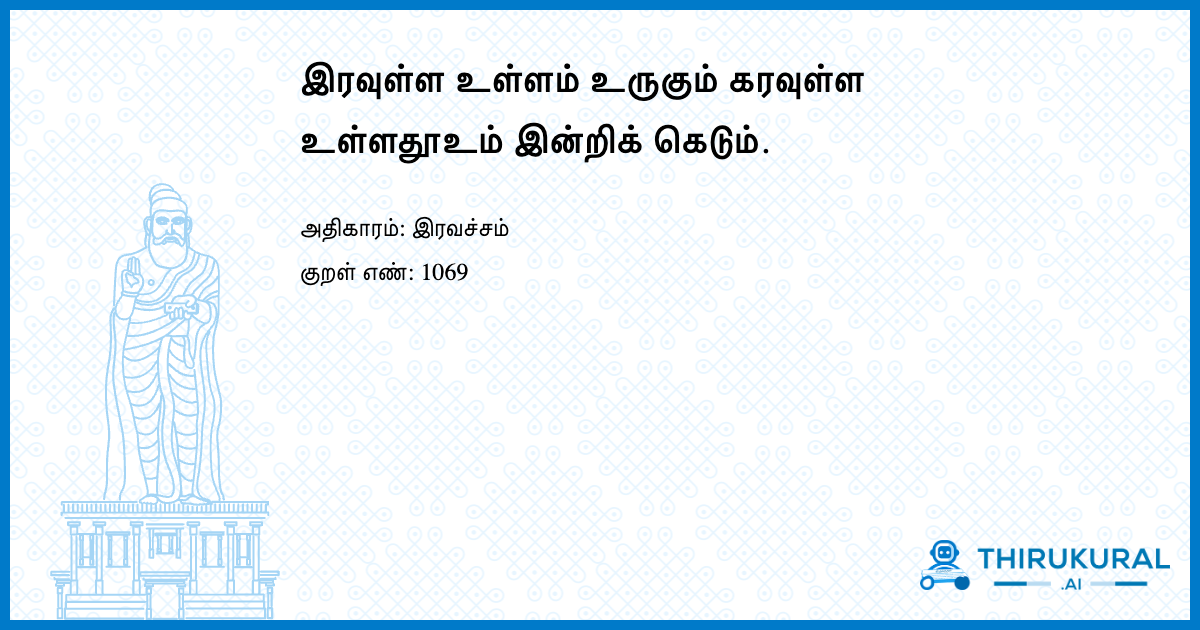 இரவுள்ள உள்ளம் உருகும் கரவுள்ள
உள்ளதூஉம் இன்றிக் கெடும்.
அதிகாரம்: இரவச்சம்
குறள் எண்: 1069
THIRUKURAL
.AI